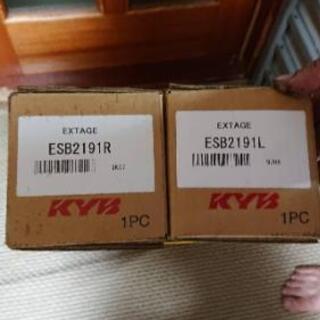 EXTAGE
ESB2191R
KYB
1PC
EXTAGE
ESB2191L
KYB
1PC